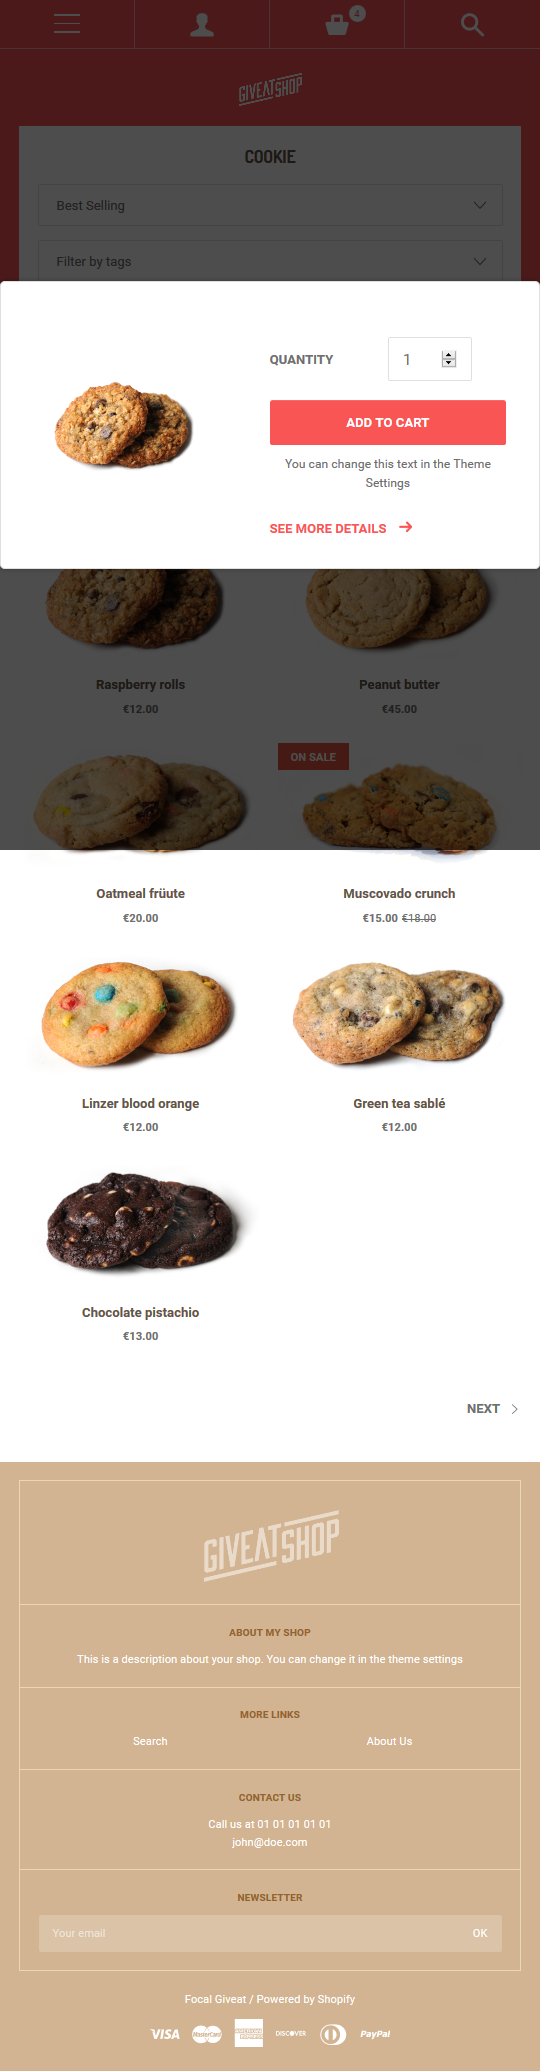 4
GIVEATSHOP
COOKIE
Best Selling
Filter by tags
QUANTITY
1
ADD TO CART
You can change this text in the Theme
Settings
SEE MORE DETAILS
Raspberry rolls
Peanut butter
€12.00
€45.00
ON SALE
Oatmeal früute
Muscovado crunch
€20.00
€15.00 €18.00
Linzer blood orange
Green tea sablé
€12.00
€12.00
Chocolate pistachio
€13.00
NEXT
GIVEATSHOP
ABOUT MY SHOP
This is a description about your shop. You can change it in the theme settings
MORE LINKS
Search
About Us
CONTACT US
Call us at 01 01 01 01 01
john@doe.com
NEWSLETTER
Your email
OK
Focal Giveat / Powered by Shopify
VISA
MasterCard
AMERICAN EXPRESS
DISCOVER
PayPal